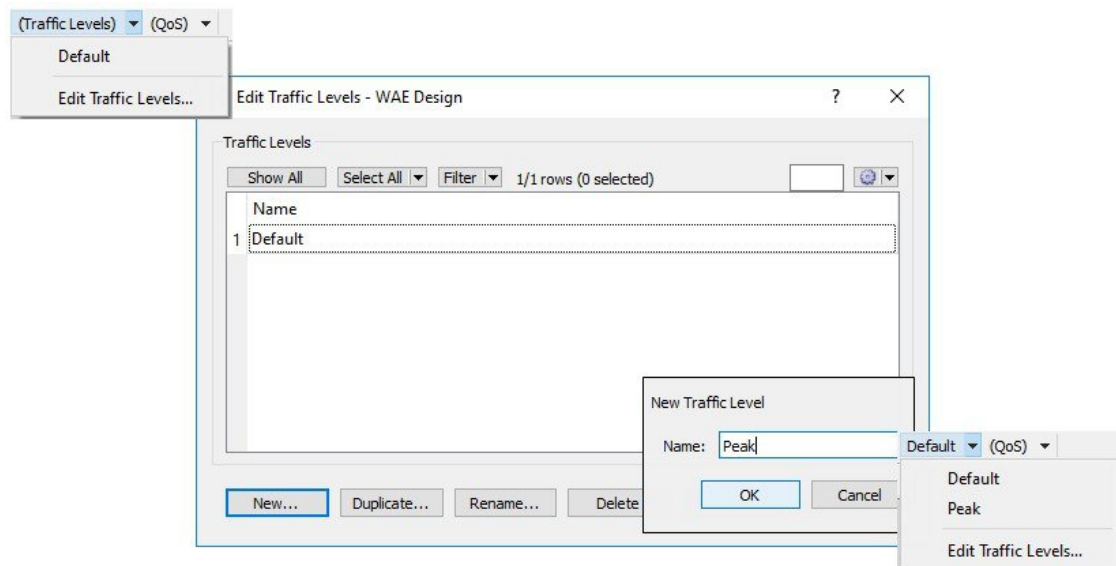 (Traffic Levels) (QoS)
Default
Edit Traffic Levels...
Edit Traffic Levels - WAE Design ? X
Traffic Levels
Show All Select All Filter 1/1 rows (0 selected)
Name
1 Default
New Traffic Level
Name: Peak
OK Cancel
New... Duplicate... Rename... Delete
Default (QoS)
Default
Peak
Edit Traffic Levels...